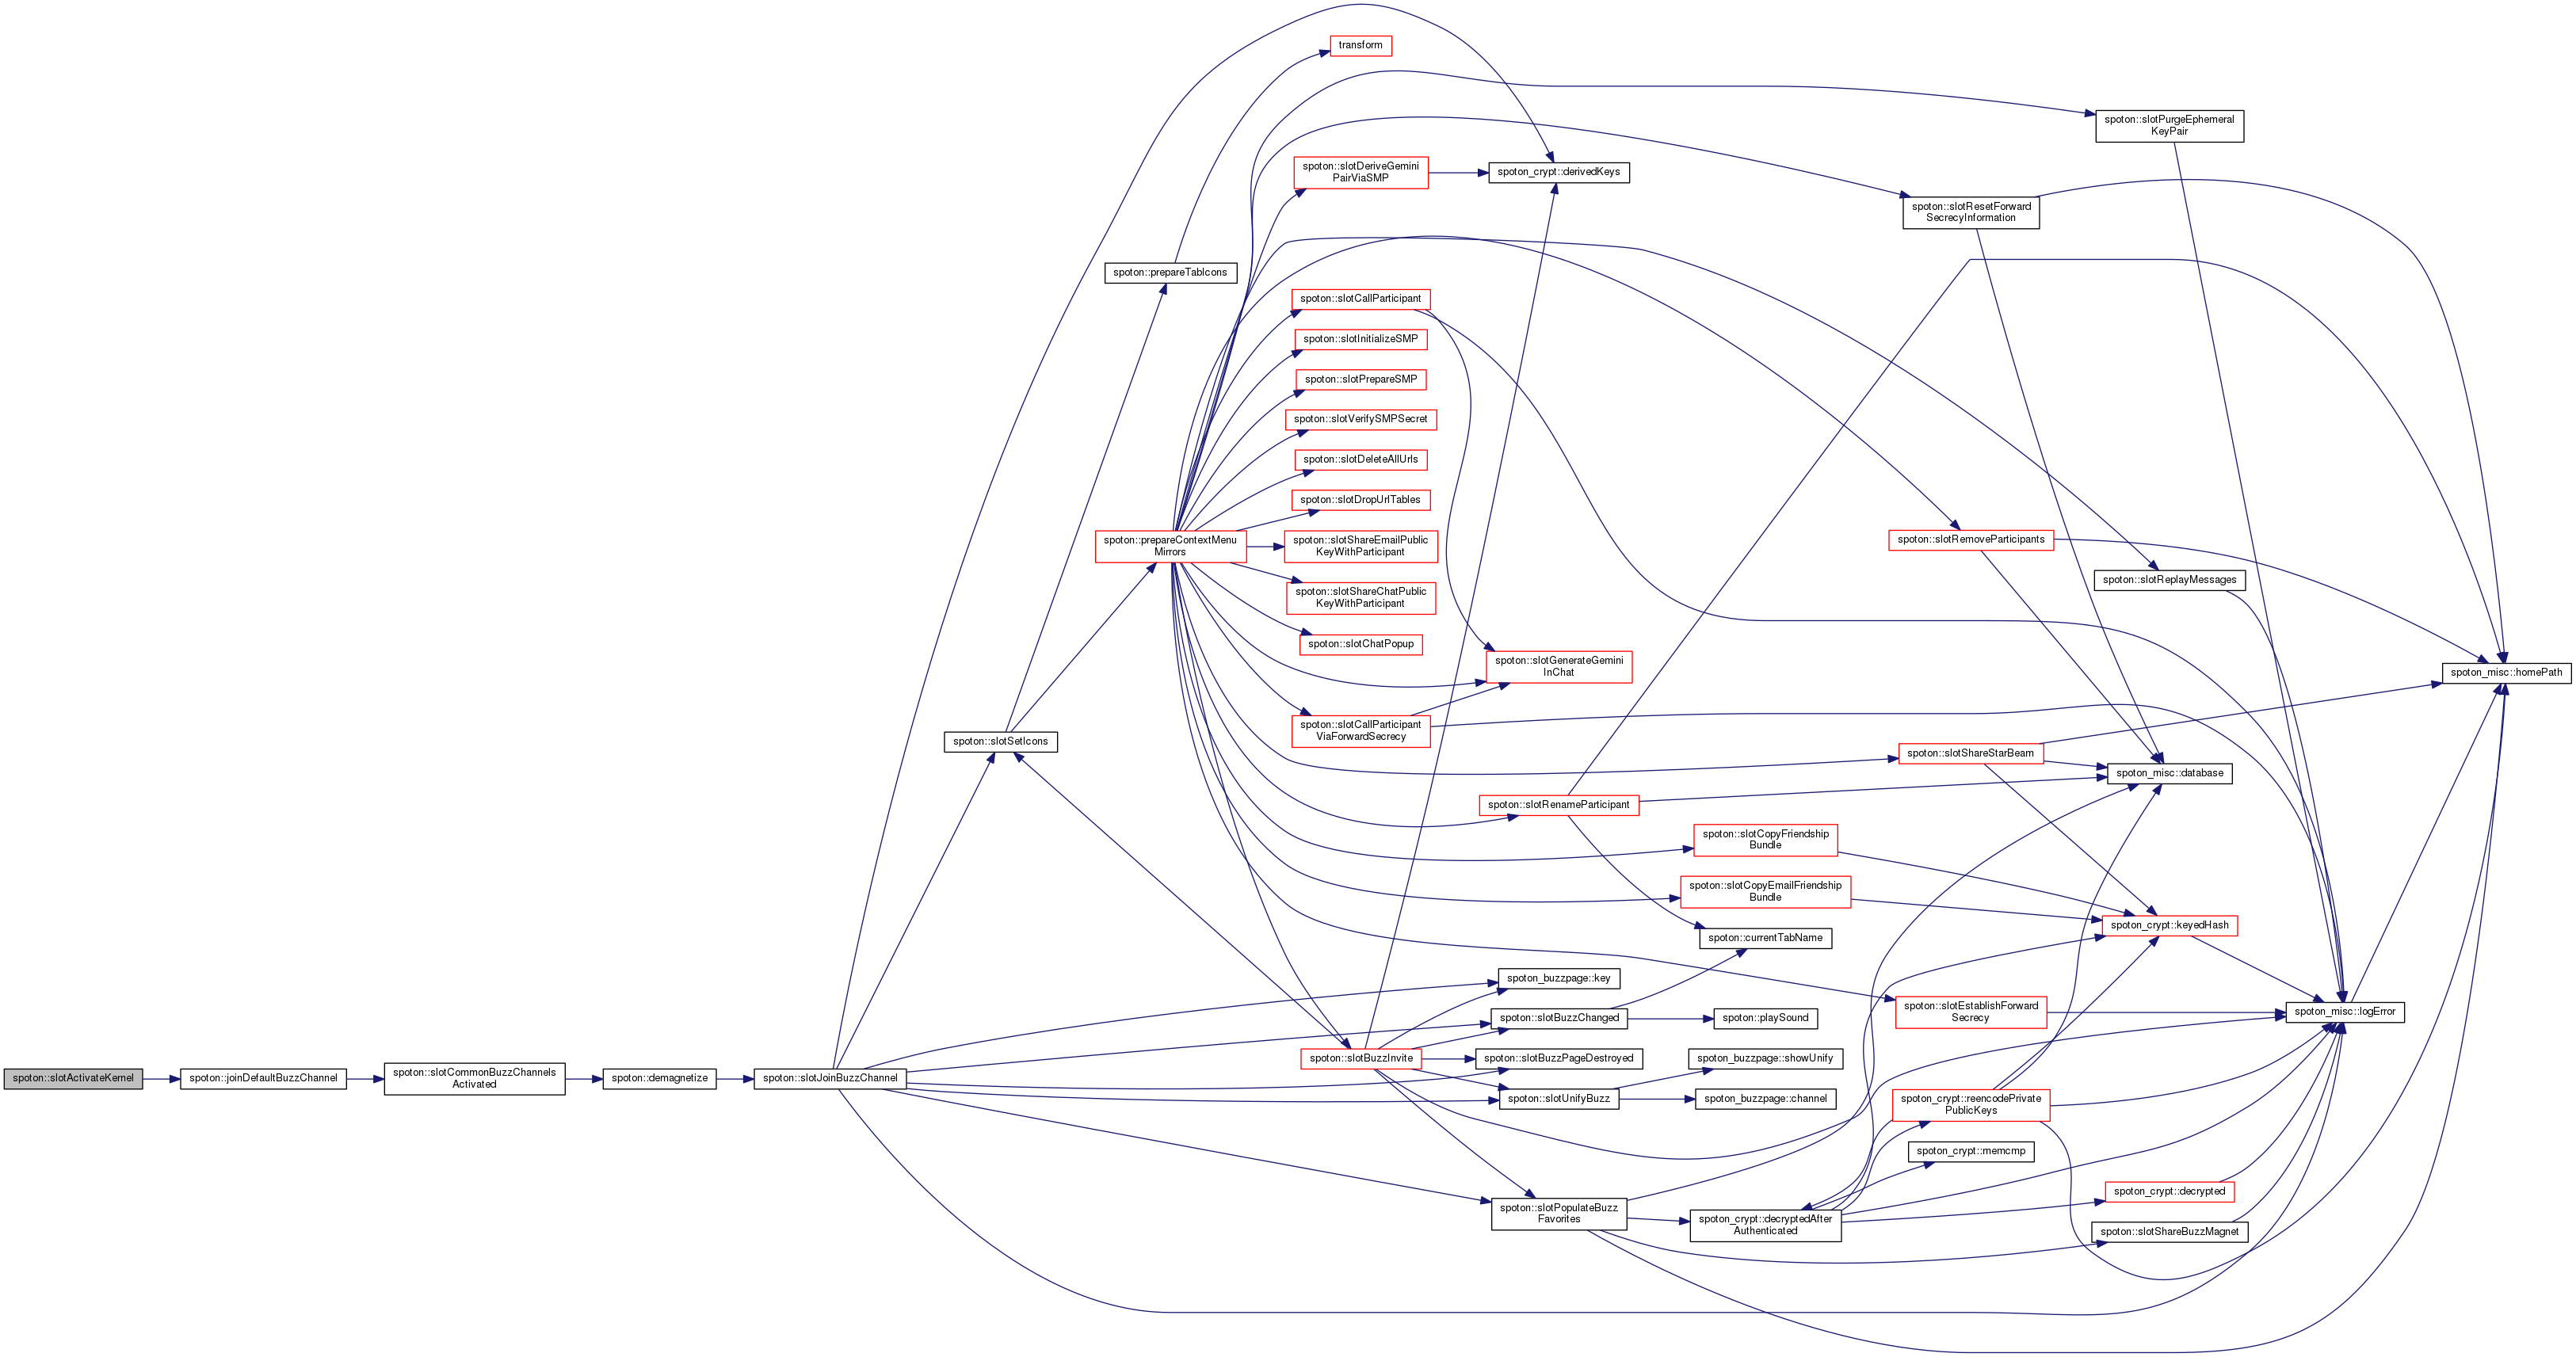 transform
spoton::slotPurgeEphemeral
KeyPair
spoton::slotDeriveGemini
PairViaSMP
spoton_crypt::derivedKeys
spoton::slotResetForward
SecrecyInformation
spoton::prepareTabIcons
spoton::slotCallParticipant
spoton::slotInitializeSMP
spoton::slotPrepareSMP
spoton::slotVerifySMPSecret
spoton::slotDeleteAllUrls
spoton::slotDropUrlTables
spoton::prepareContextMenu
Mirrors
spoton::slotShareEmailPublic
KeyWithParticipant
spoton::slotRemoveParticipants
spoton::slotReplayMessages
spoton::slotShareChatPublic
KeyWithParticipant
spoton::slotChatPopup
spoton::slotGenerateGemini
InChat
spoton_misc::homePath
spoton::slotCallParticipant
ViaForwardSecrecy
spoton::slotSetIcons
spoton::slotShareStarBeam
spoton_misc::database
spoton::slotRenameParticipant
spoton::slotCopyFriendship
Bundle
spoton::slotCopyEmailFriendship
Bundle
spoton_crypt::keyedHash
spoton::currentTabName
spoton_buzzpage::key
spoton::slotEstablishForward
Secrecy
spoton_misc::logError
spoton::slotBuzzChanged
spoton::playSound
spoton::slotBuzzInvite
spoton::slotBuzzPageDestroyed
spoton_buzzpage::showUnify
spoton::slotActivateKernel
spoton::joinDefaultBuzzChannel
spoton::slotCommonBuzzChannels
Activated
spoton::demagnetize
spoton::slotJoinBuzzChannel
spoton::slotUnifyBuzz
spoton_buzzpage::channel
spoton_crypt::reencodePrivate
PublicKeys
spoton_crypt::memcmp
spoton_crypt::decrypted
spoton::slotPopulateBuzz
Favorites
spoton_crypt::decryptedAfter
Authenticated
spoton::slotShareBuzzMagnet